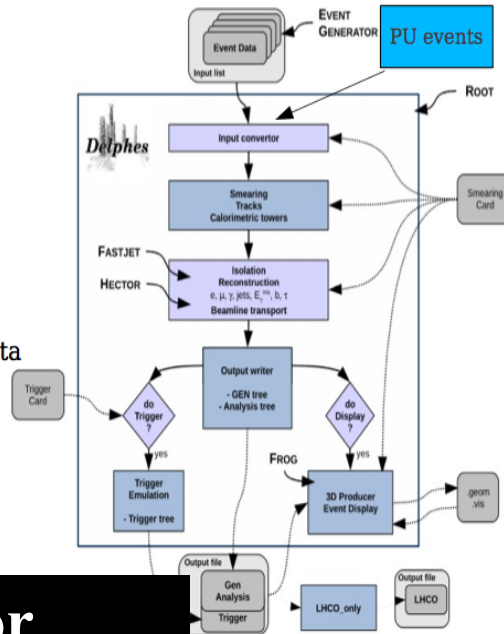 EVENT
GENERATOR
Event Data
Input list
PU events
ROOT
Delphes
Input convertor
Smearing
Tracks
Calorimetric towers
Smearing
Card
FASTJET
HECTOR
Isolation
Reconstruction
e, μ, γ, jets, E_T^miss, b, τ
Beamline transport
ta
Output writer
- GEN tree
- Analysis tree
Trigger
Card
do
Trigger
?
do
Display
?
yes
yes
FROG
Trigger
Emulation
- Trigger tree
3D Producer
Event Display
.geom
.vis
Output file
Gen
Analysis
Trigger
LHCO_only
Output file
LHCO
or